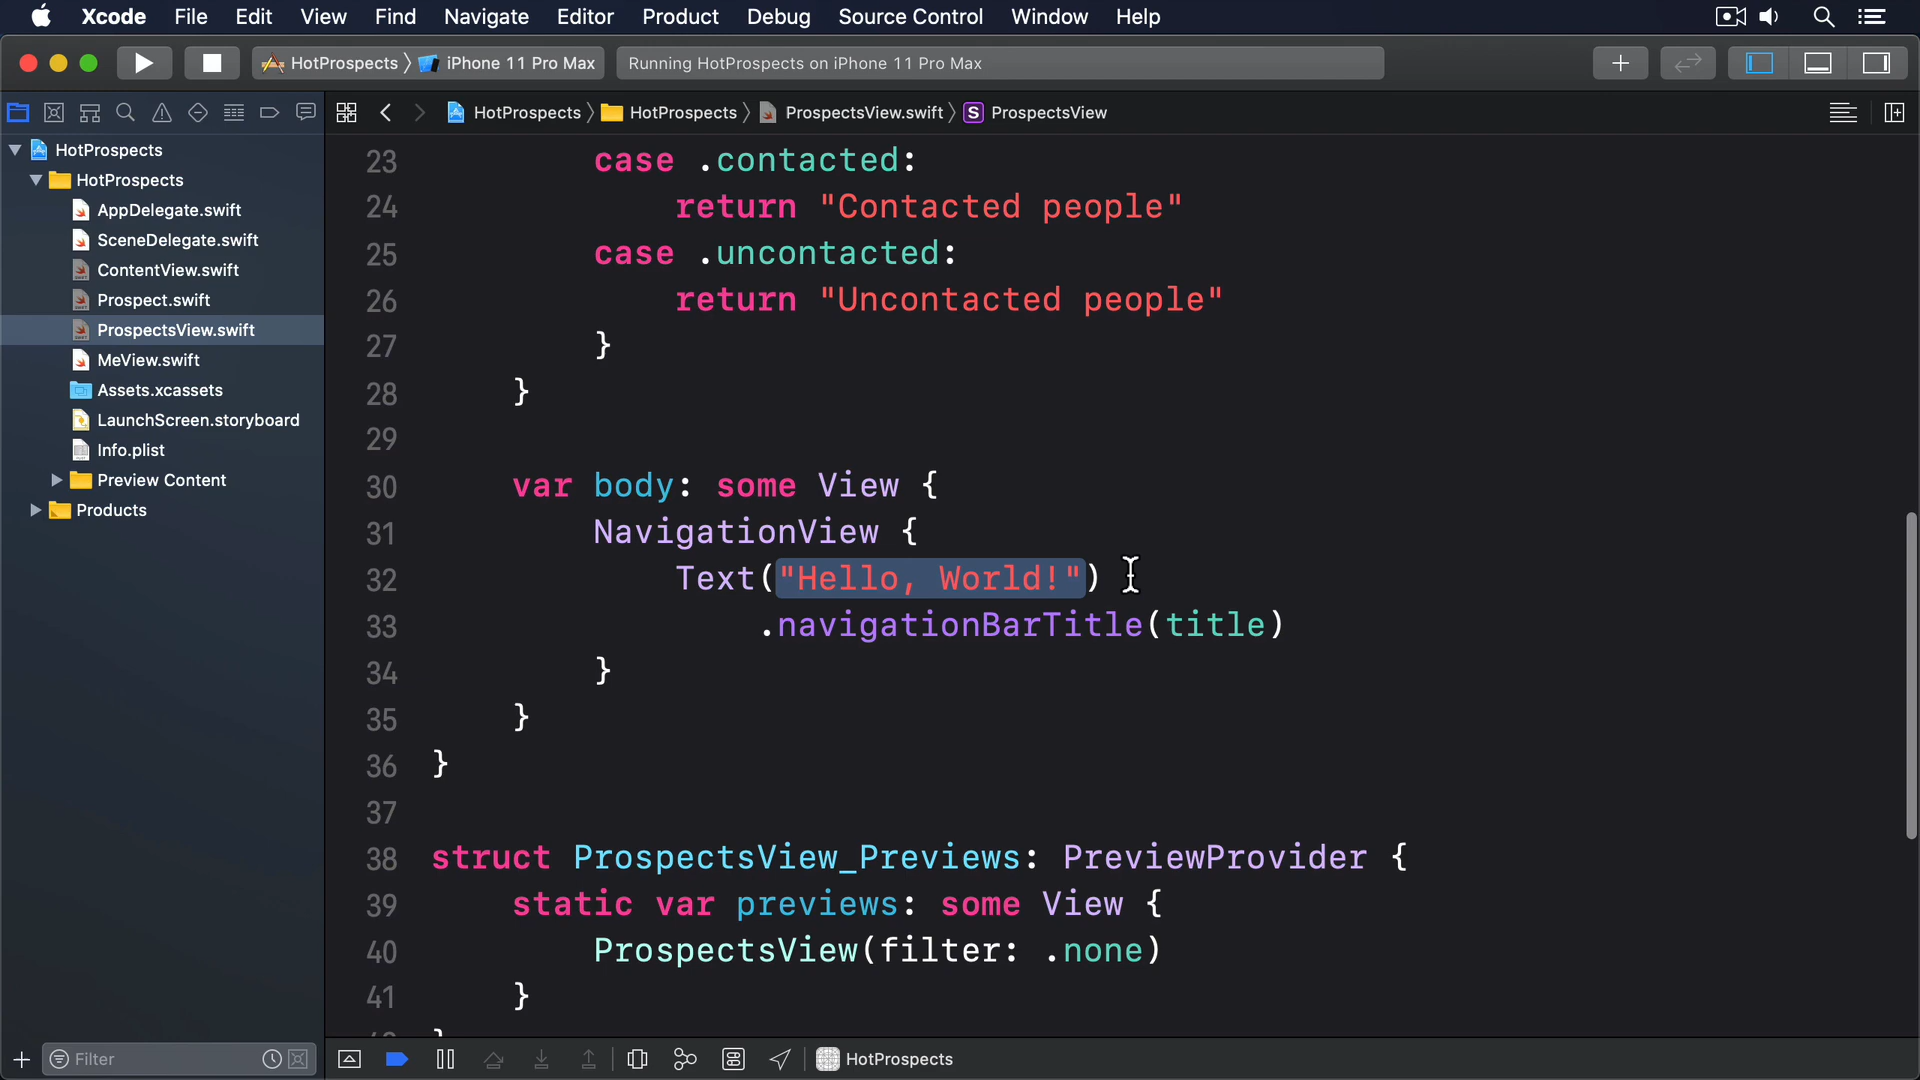 Xcode File Edit View Find Navigate Editor Product Debug Source Control Window Help
HotProspects iPhone 11 Pro Max Running HotProspects on iPhone 11 Pro Max
HotProspects HotProspects ProspectsView.swift S ProspectsView
HotProspects
HotProspects
AppDelegate.swift
SceneDelegate.swift
ContentView.swift
Prospect.swift
ProspectsView.swift
MeView.swift
Assets.xcassets
LaunchScreen.storyboard
Info.plist
Preview Content
Products
23 case .contacted:
24 return "Contacted people"
25 case .uncontacted:
26 return "Uncontacted people"
27 }
28 }
29
30 var body: some View {
31 NavigationView {
32 Text("Hello, World!")
33 .navigationBarTitle(title)
34 }
35 }
36 }
37
38 struct ProspectsView_Previews: PreviewProvider {
39 static var previews: some View {
40 ProspectsView(filter: .none)
41 }
Filter
HotProspects